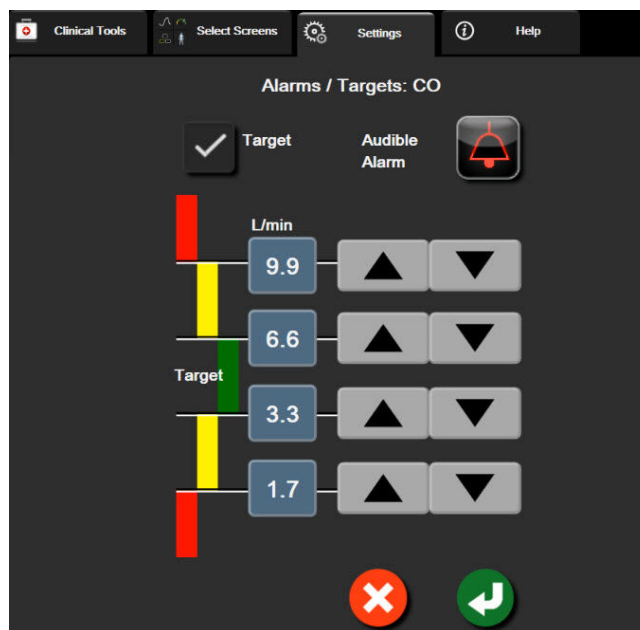 Clinical Tools
Select Screens
Settings
Help
Alarms / Targets: CO
Target
Audible
Alarm
L/min
9.9
6.6
Target
3.3
1.7